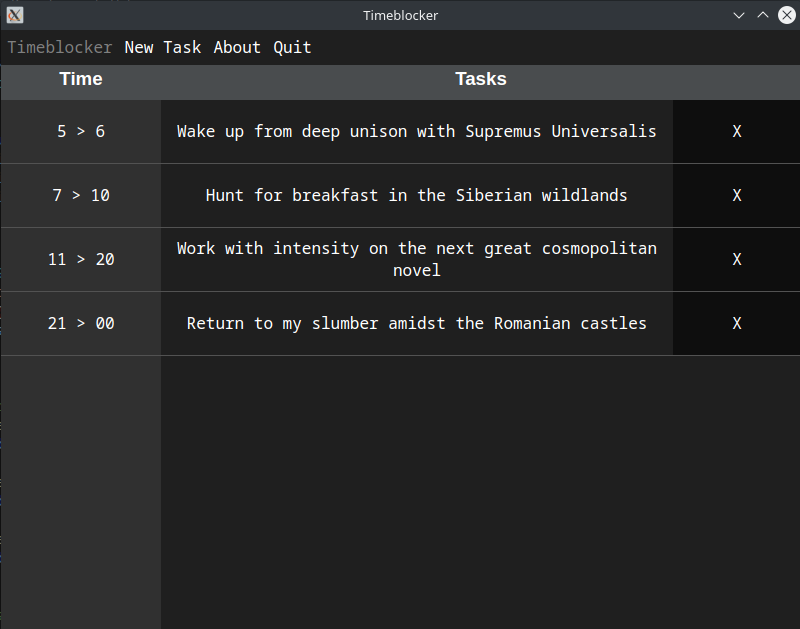 Timeblocker
Timeblocker New Task About Quit
Time Tasks
5 > 6 Wake up from deep unison with Supremus Universalis X
7 > 10 Hunt for breakfast in the Siberian wildlands X
11 > 20 Work with intensity on the next great cosmopolitan
novel X
21 > 00 Return to my slumber amidst the Romanian castles X